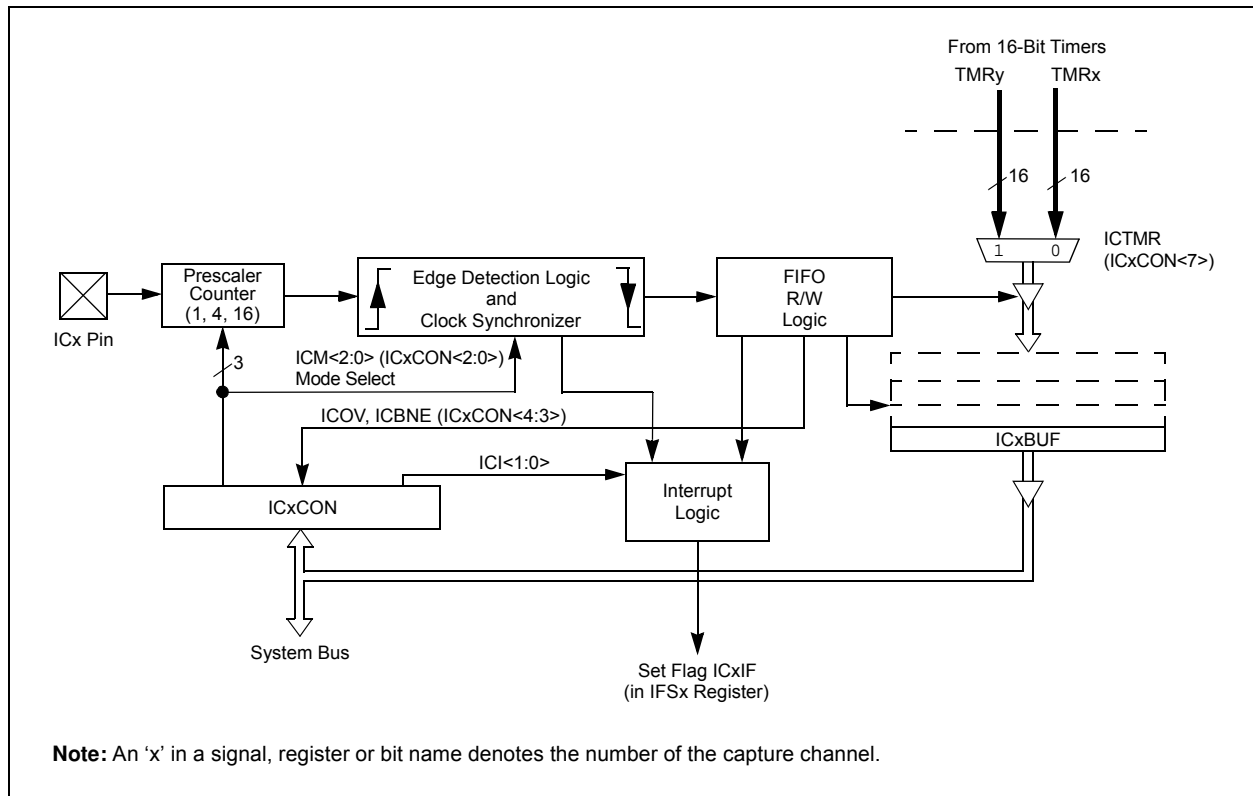 From 16-Bit Timers
TMRy TMRx
16 16
1 0
ICTMR
(ICxCON<7>)
Prescaler
Counter
(1, 4, 16)
Edge Detection Logic
and
Clock Synchronizer
FIFO
R/W
Logic
ICx Pin
3
ICM<2:0> (ICxCON<2:0>)
Mode Select
ICOV, ICBNE (ICxCON<4:3>)
ICxBUF
ICI<1:0>
ICxCON
Interrupt
Logic
System Bus
Set Flag ICxIF
(in IFSx Register)
Note: An ‘x’ in a signal, register or bit name denotes the number of the capture channel.